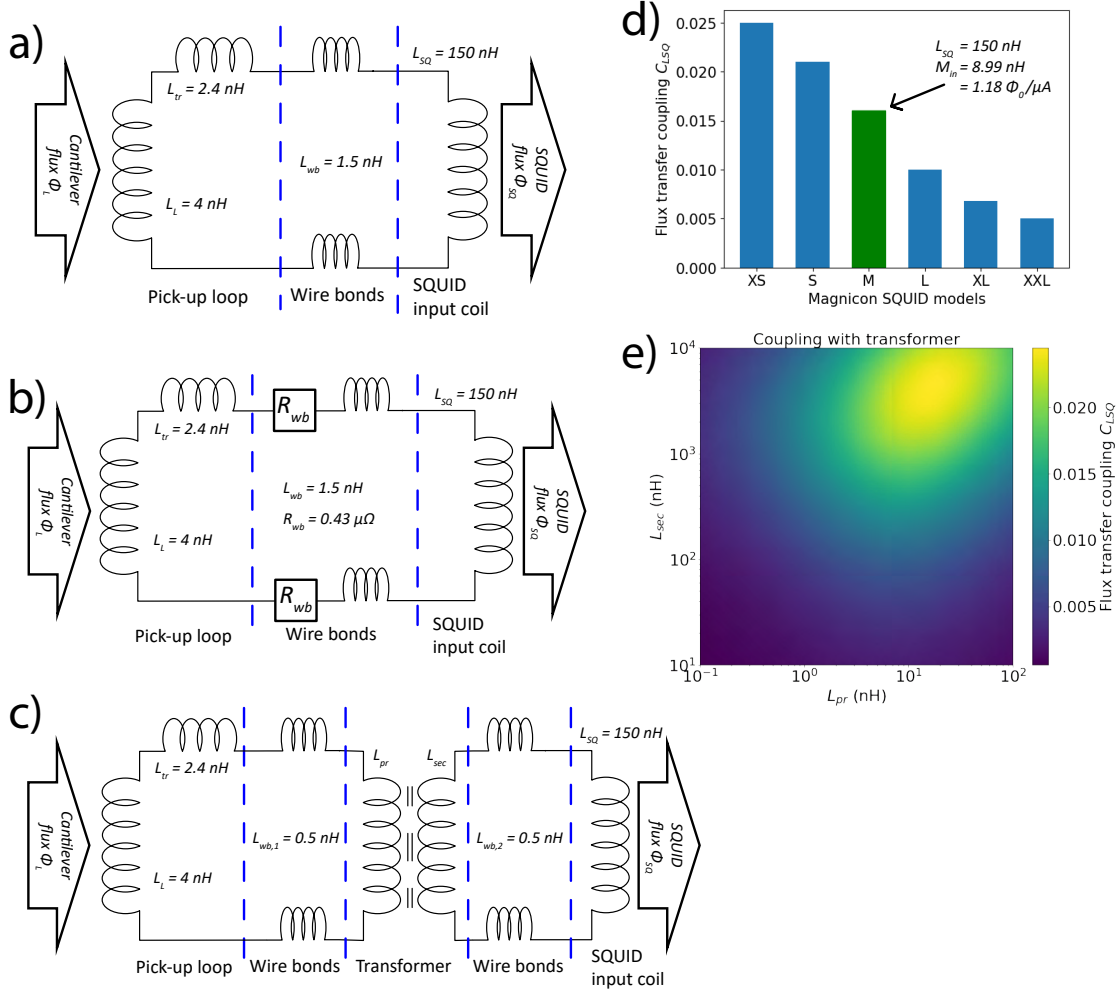 a)
Cantilever
flux Φ_L
L_tr = 2.4 nH
L_L = 4 nH
L_wb = 1.5 nH
L_SQ = 150 nH
SQUID
flux Φ_SQ
Pick-up loop
Wire bonds
SQUID
input coil
b)
Cantilever
flux Φ_L
L_tr = 2.4 nH
L_L = 4 nH
R_wb
L_wb = 1.5 nH
R_wb = 0.43 μΩ
R_wb
L_SQ = 150 nH
SQUID
flux Φ_SQ
Pick-up loop
Wire bonds
SQUID
input coil
c)
Cantilever
flux Φ_L
L_tr = 2.4 nH
L_L = 4 nH
L_wb,1 = 0.5 nH
L_pr
L_sec
L_wb,2 = 0.5 nH
L_SQ = 150 nH
SQUID
flux Φ_SQ
Pick-up loop
Wire bonds
Transformer
Wire bonds
SQUID
input coil
d)
Flux transfer coupling C_LSQ
0.025
0.020
0.015
0.010
0.005
0.000
L_SQ = 150 nH
M_in = 8.99 nH
= 1.18 Φ_0/μA
XS S M L XL XXL
Magnicon SQUID models
e)
Coupling with transformer
L_sec (nH)
10^4
10^3
10^2
10^1
10^-1 10^0 10^1 10^2
L_pr (nH)
0.020
0.015
0.010
0.005
Flux transfer coupling C_LSQ